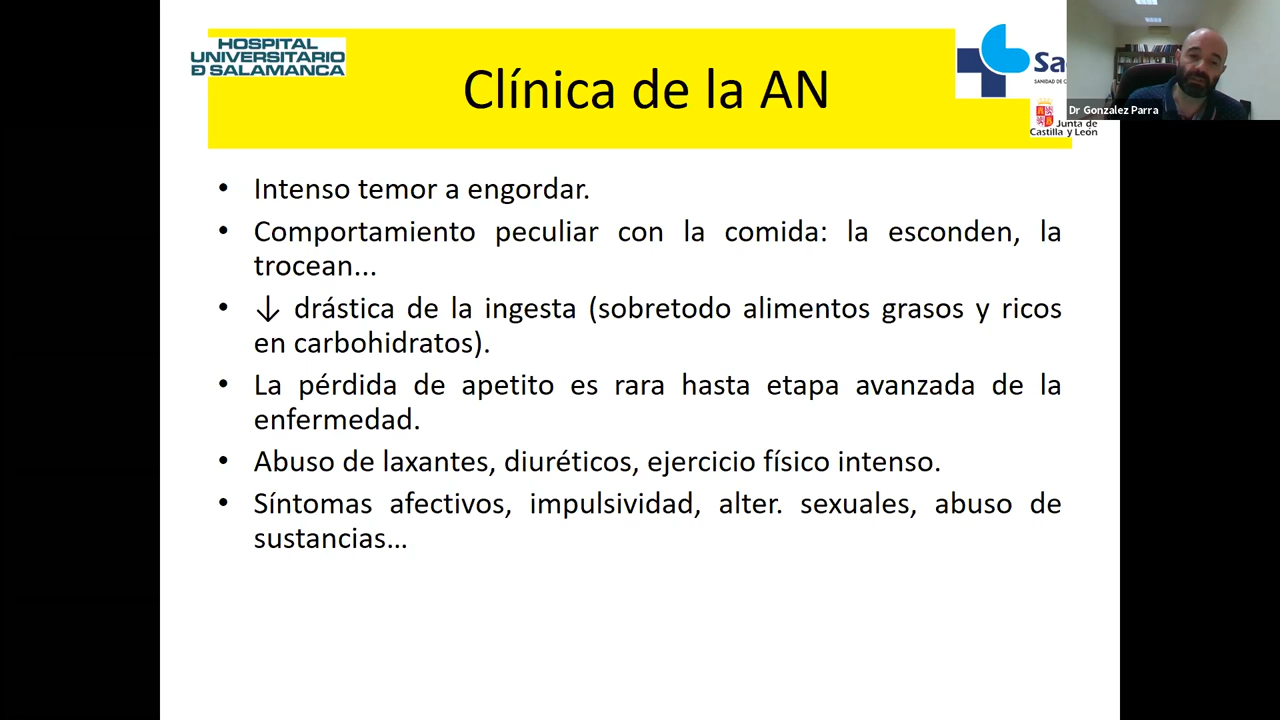 HOSPITAL
UNIVERSITARIO
DE SALAMANCA
Clínica de la AN
Sa
SANIDAD DE C
Junta de
Castilla y León
Dr Gonzalez Parra
• Intenso temor a engordar.
• Comportamiento peculiar con la comida: la esconden, la
trocean...
• ↓ drástica de la ingesta (sobretodo alimentos grasos y ricos
en carbohidratos).
• La pérdida de apetito es rara hasta etapa avanzada de la
enfermedad.
• Abuso de laxantes, diuréticos, ejercicio físico intenso.
• Síntomas afectivos, impulsividad, alter. sexuales, abuso de
sustancias...